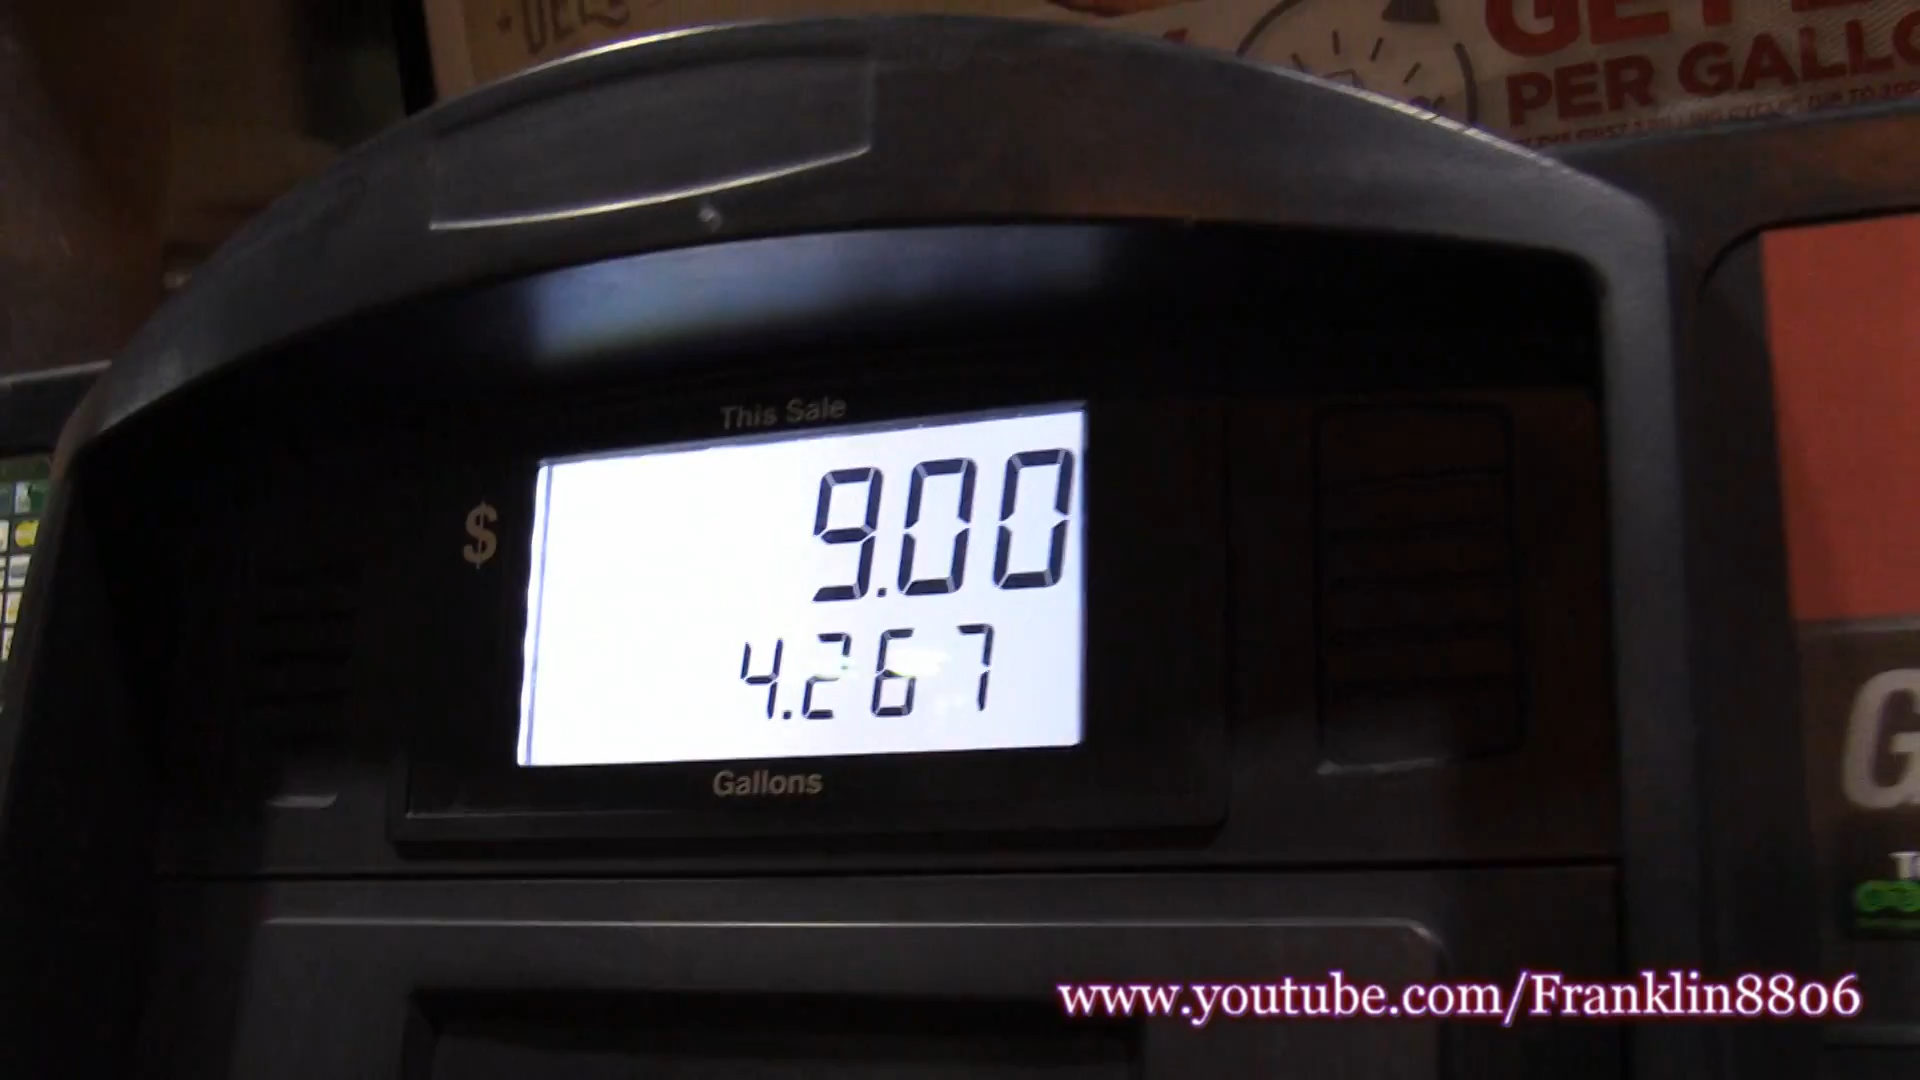 PER GALLO
This Sale
$ 9.00
4.267
Gallons
G
www.youtube.com/Franklin8806